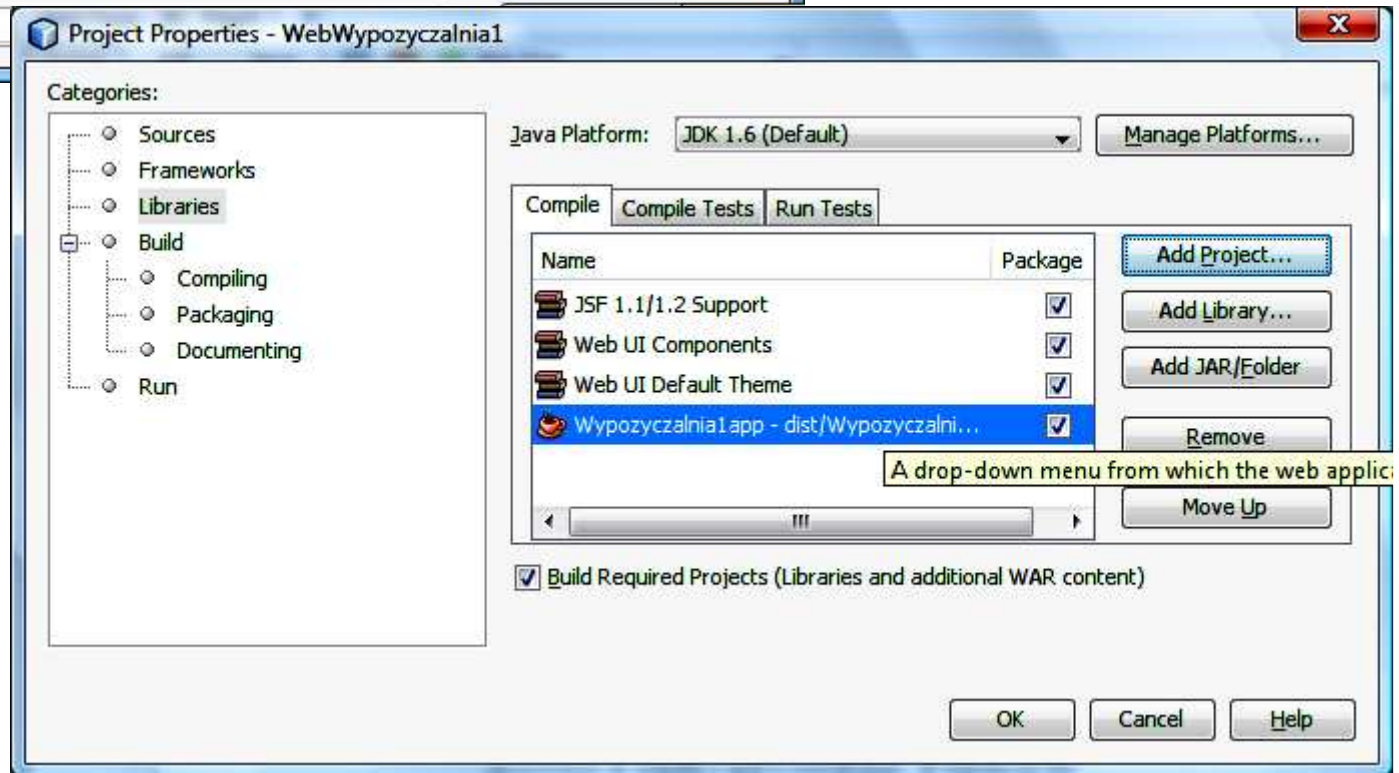 Project Properties - WebWypozyczalnia1
X
Categories:
Sources
Frameworks
Libraries
Build
Compiling
Packaging
Documenting
Run
Java Platform: JDK 1.6 (Default) Manage Platforms...
Compile Compile Tests Run Tests
Name Package
JSF 1.1/1.2 Support
Web UI Components
Web UI Default Theme
Wypozyczalnia1app - dist/Wypozyczalni...
Add Project...
Add Library...
Add JAR/Folder
Remove
A drop-down menu from which the web applica
Move Up
Build Required Projects (Libraries and additional WAR content)
OK Cancel Help